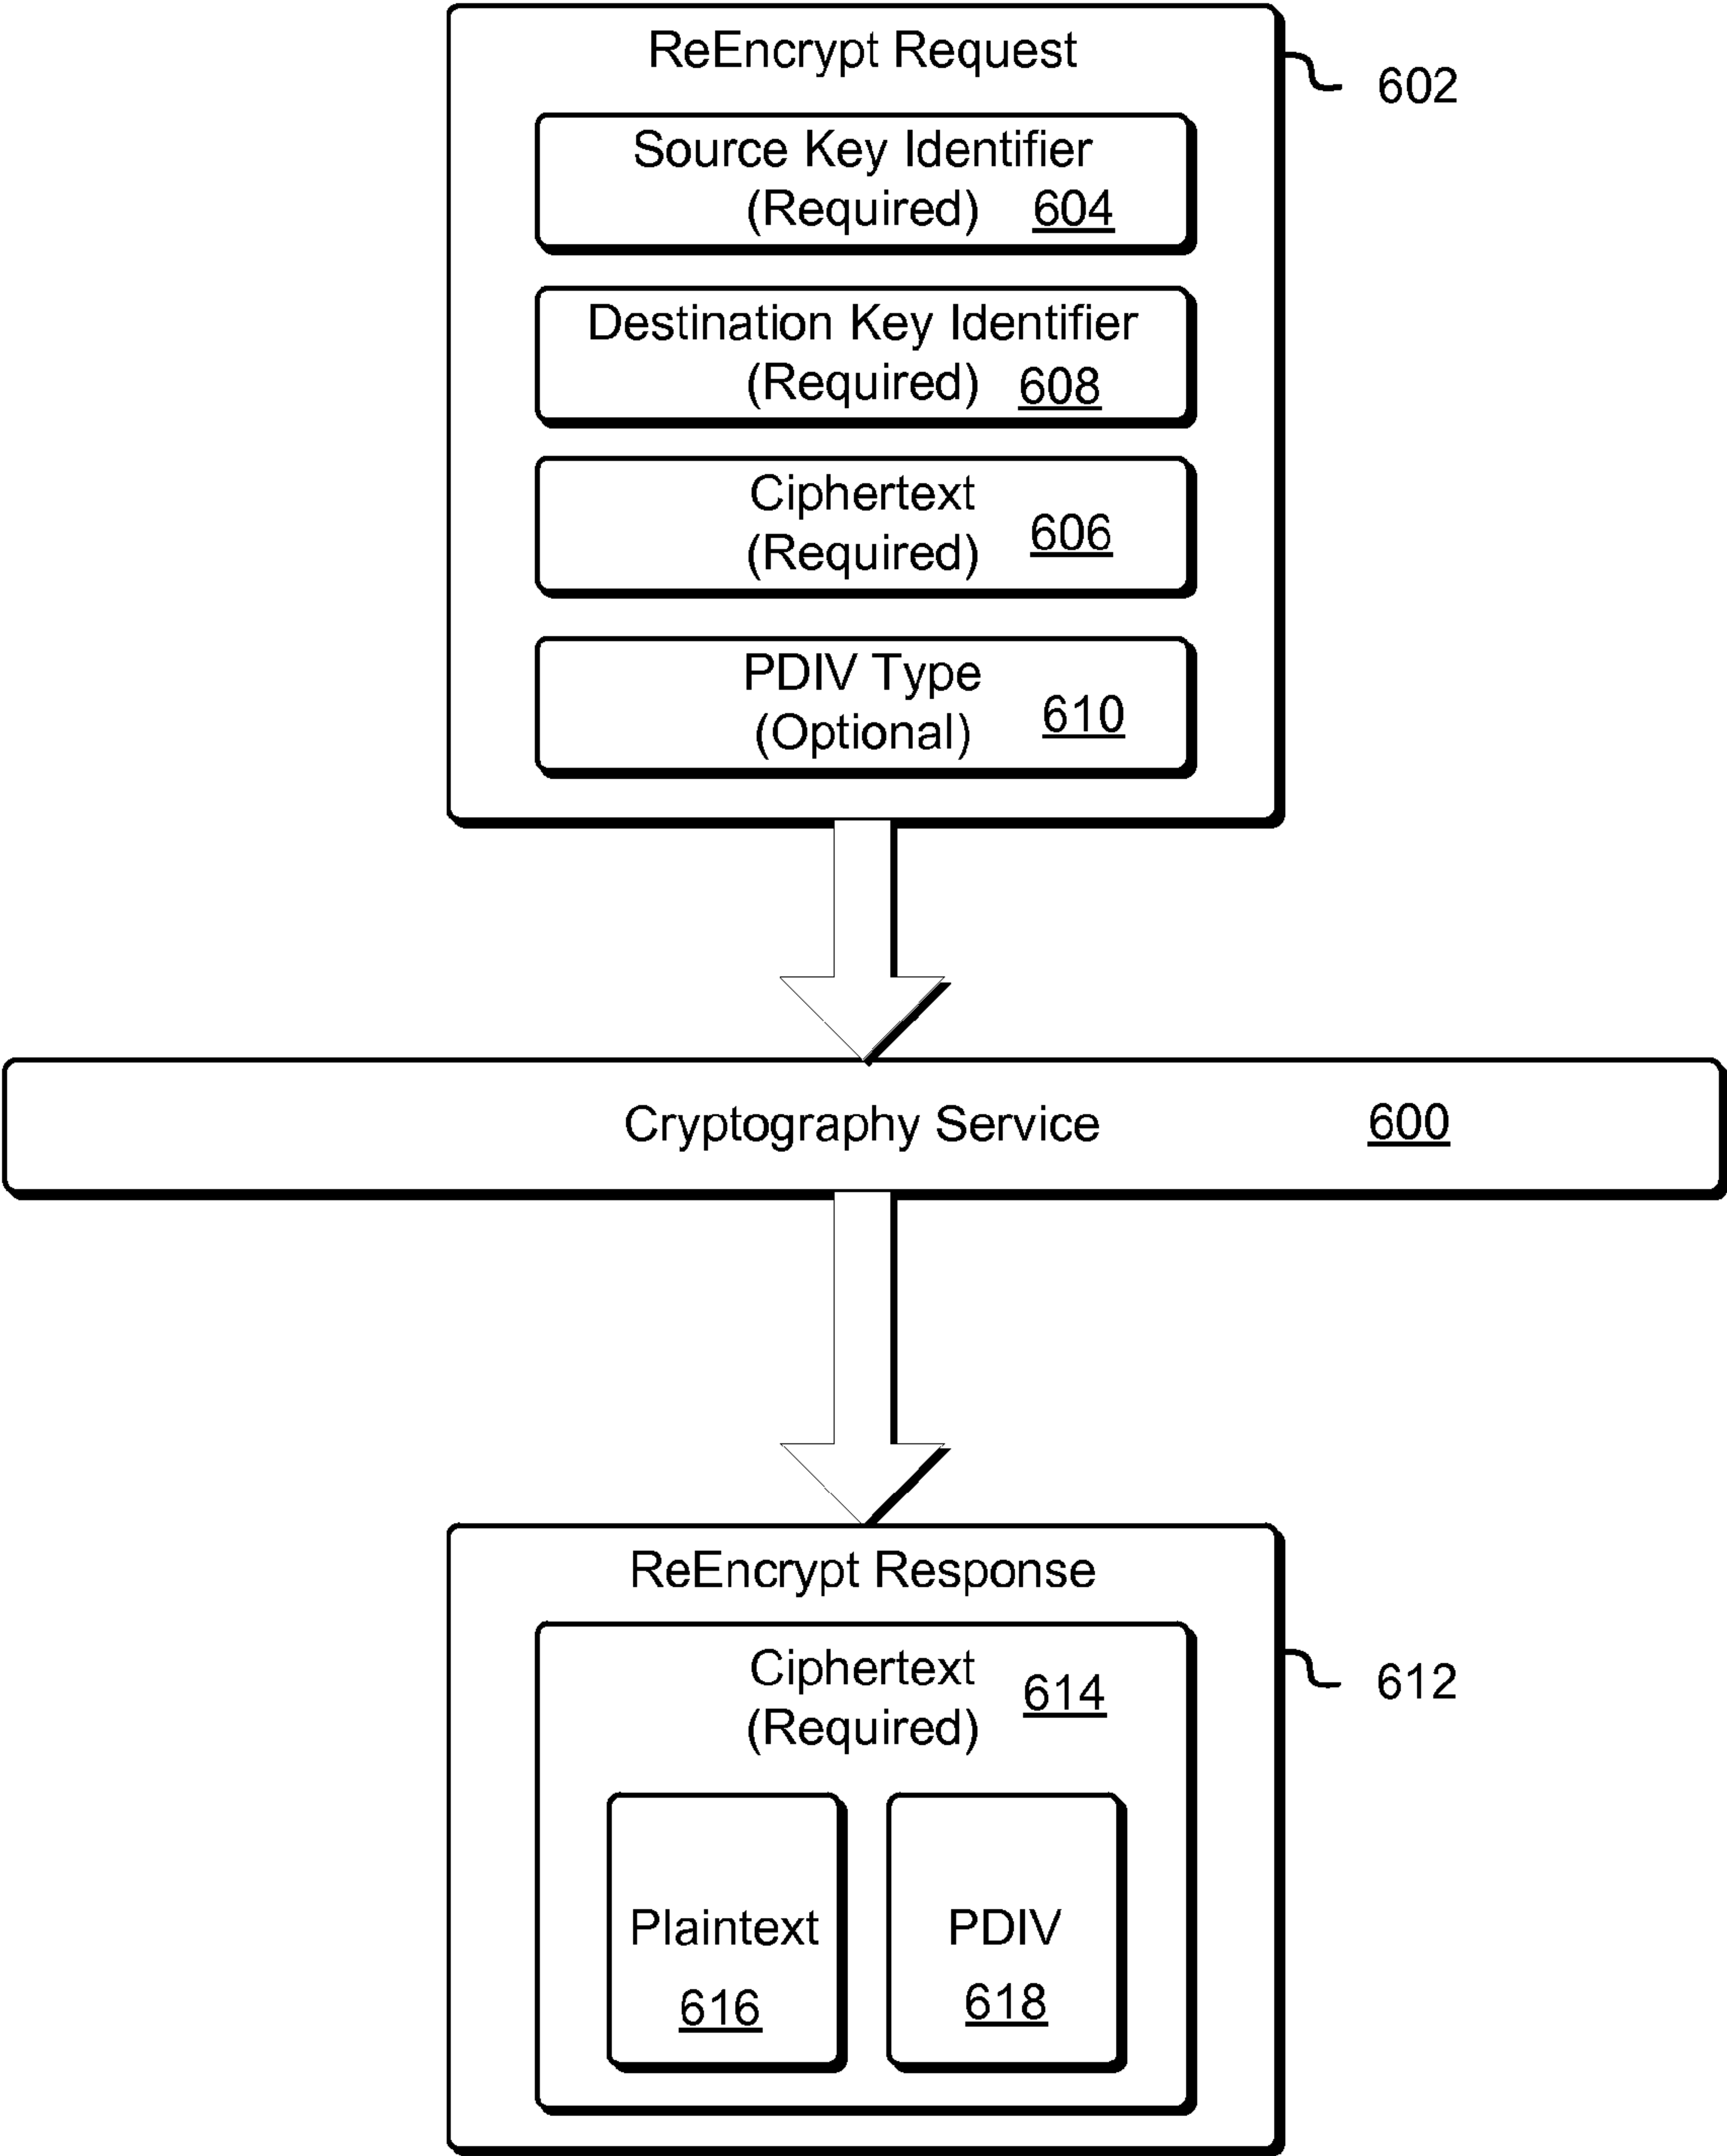 ReEncrypt Request
602
Source Key Identifier
(Required) 604
Destination Key Identifier
(Required) 608
Ciphertext
(Required) 606
PDIV Type
(Optional) 610
Cryptography Service 600
ReEncrypt Response
Ciphertext
(Required) 614
612
Plaintext
616
PDIV
618